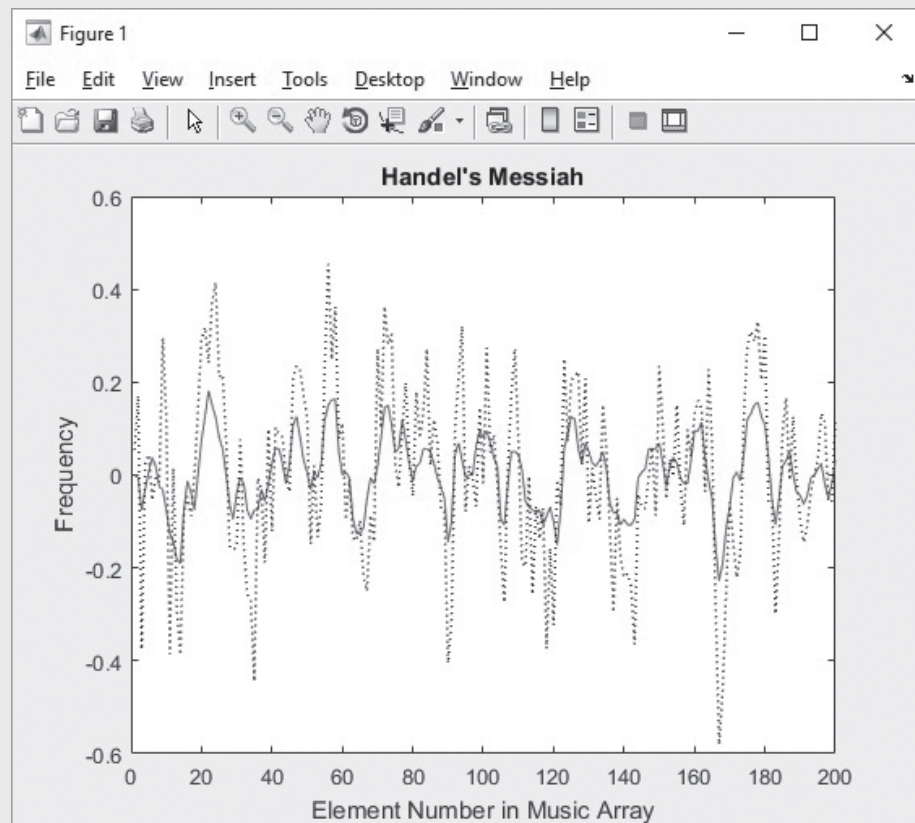 Figure 1
File Edit View Insert Tools Desktop Window Help
Handel's Messiah
0.6
0.4
0.2
0
-0.2
-0.4
-0.6
Frequency
0 20 40 60 80 100 120 140 160 180 200
Element Number in Music Array